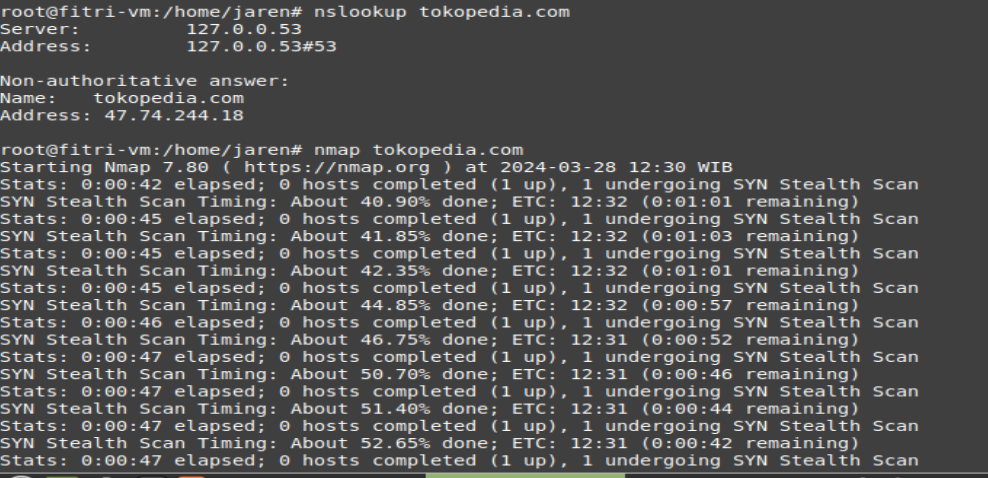 root@fitri-vm:/home/jaren# nslookup tokopedia.com
Server:         127.0.0.53
Address:        127.0.0.53#53

Non-authoritative answer:
Name:   tokopedia.com
Address: 47.74.244.18

root@fitri-vm:/home/jaren# nmap tokopedia.com
Starting Nmap 7.80 ( https://nmap.org ) at 2024-03-28 12:30 WIB
Stats: 0:00:42 elapsed; 0 hosts completed (1 up), 1 undergoing SYN Stealth Scan
SYN Stealth Scan Timing: About 40.90% done; ETC: 12:32 (0:01:01 remaining)
Stats: 0:00:45 elapsed; 0 hosts completed (1 up), 1 undergoing SYN Stealth Scan
SYN Stealth Scan Timing: About 41.85% done; ETC: 12:32 (0:01:03 remaining)
Stats: 0:00:45 elapsed; 0 hosts completed (1 up), 1 undergoing SYN Stealth Scan
SYN Stealth Scan Timing: About 42.35% done; ETC: 12:32 (0:01:01 remaining)
Stats: 0:00:45 elapsed; 0 hosts completed (1 up), 1 undergoing SYN Stealth Scan
SYN Stealth Scan Timing: About 44.85% done; ETC: 12:32 (0:00:57 remaining)
Stats: 0:00:46 elapsed; 0 hosts completed (1 up), 1 undergoing SYN Stealth Scan
SYN Stealth Scan Timing: About 46.75% done; ETC: 12:31 (0:00:52 remaining)
Stats: 0:00:47 elapsed; 0 hosts completed (1 up), 1 undergoing SYN Stealth Scan
SYN Stealth Scan Timing: About 50.70% done; ETC: 12:31 (0:00:46 remaining)
Stats: 0:00:47 elapsed; 0 hosts completed (1 up), 1 undergoing SYN Stealth Scan
SYN Stealth Scan Timing: About 51.40% done; ETC: 12:31 (0:00:44 remaining)
Stats: 0:00:47 elapsed; 0 hosts completed (1 up), 1 undergoing SYN Stealth Scan
SYN Stealth Scan Timing: About 52.65% done; ETC: 12:31 (0:00:42 remaining)
Stats: 0:00:47 elapsed; 0 hosts completed (1 up), 1 undergoing SYN Stealth Scan